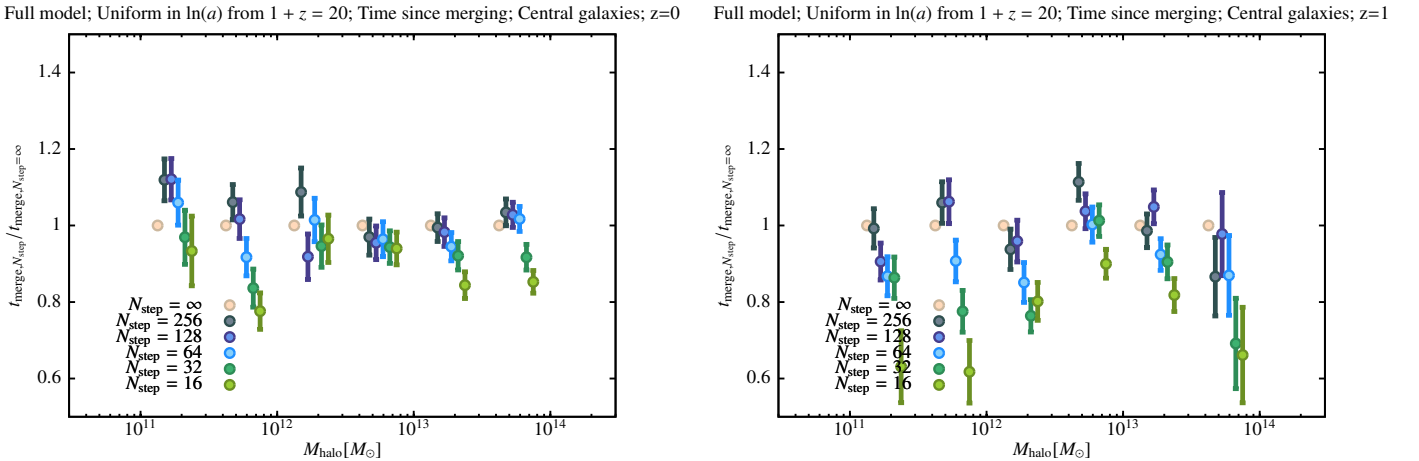 Full model; Uniform in ln(a) from 1 + z = 20; Time since merging; Central galaxies; z=0
1.4
1.2
1
0.8
0.6
t_merge,N_step / t_merge,N_step=∞
N_step = ∞
N_step = 256
N_step = 128
N_step = 64
N_step = 32
N_step = 16
10^11
10^12
10^13
10^14
M_halo[M_⊙]
Full model; Uniform in ln(a) from 1 + z = 20; Time since merging; Central galaxies; z=1
1.4
1.2
1
0.8
0.6
t_merge,N_step / t_merge,N_step=∞
N_step = ∞
N_step = 256
N_step = 128
N_step = 64
N_step = 32
N_step = 16
10^11
10^12
10^13
10^14
M_halo[M_⊙]